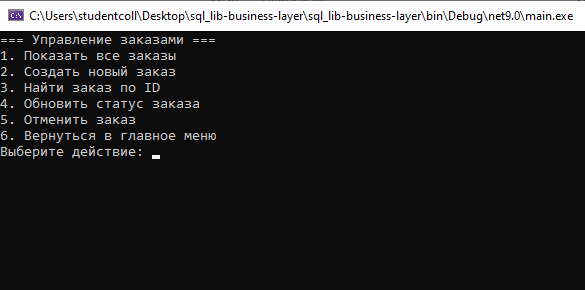 C:\Users\studentcoll\Desktop\sql_lib-business-layer\sql_lib-business-layer\bin\Debug\net9.0\main.exe
=== Управление заказами ===
1. Показать все заказы
2. Создать новый заказ
3. Найти заказ по ID
4. Обновить статус заказа
5. Отменить заказ
6. Вернуться в главное меню
Выберите действие: